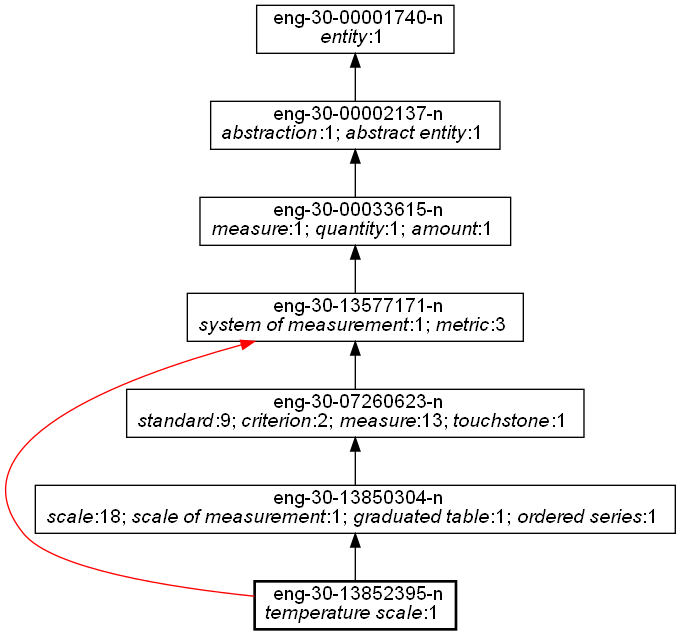 eng-30-00001740-n
entity:1
eng-30-00002137-n
abstraction:1; abstract entity:1
eng-30-00033615-n
measure:1; quantity:1; amount:1
eng-30-13577171-n
system of measurement:1; metric:3
eng-30-07260623-n
standard:9; criterion:2; measure:13; touchstone:1
eng-30-13850304-n
scale:18; scale of measurement:1; graduated table:1; ordered series:1
eng-30-13852395-n
temperature scale:1